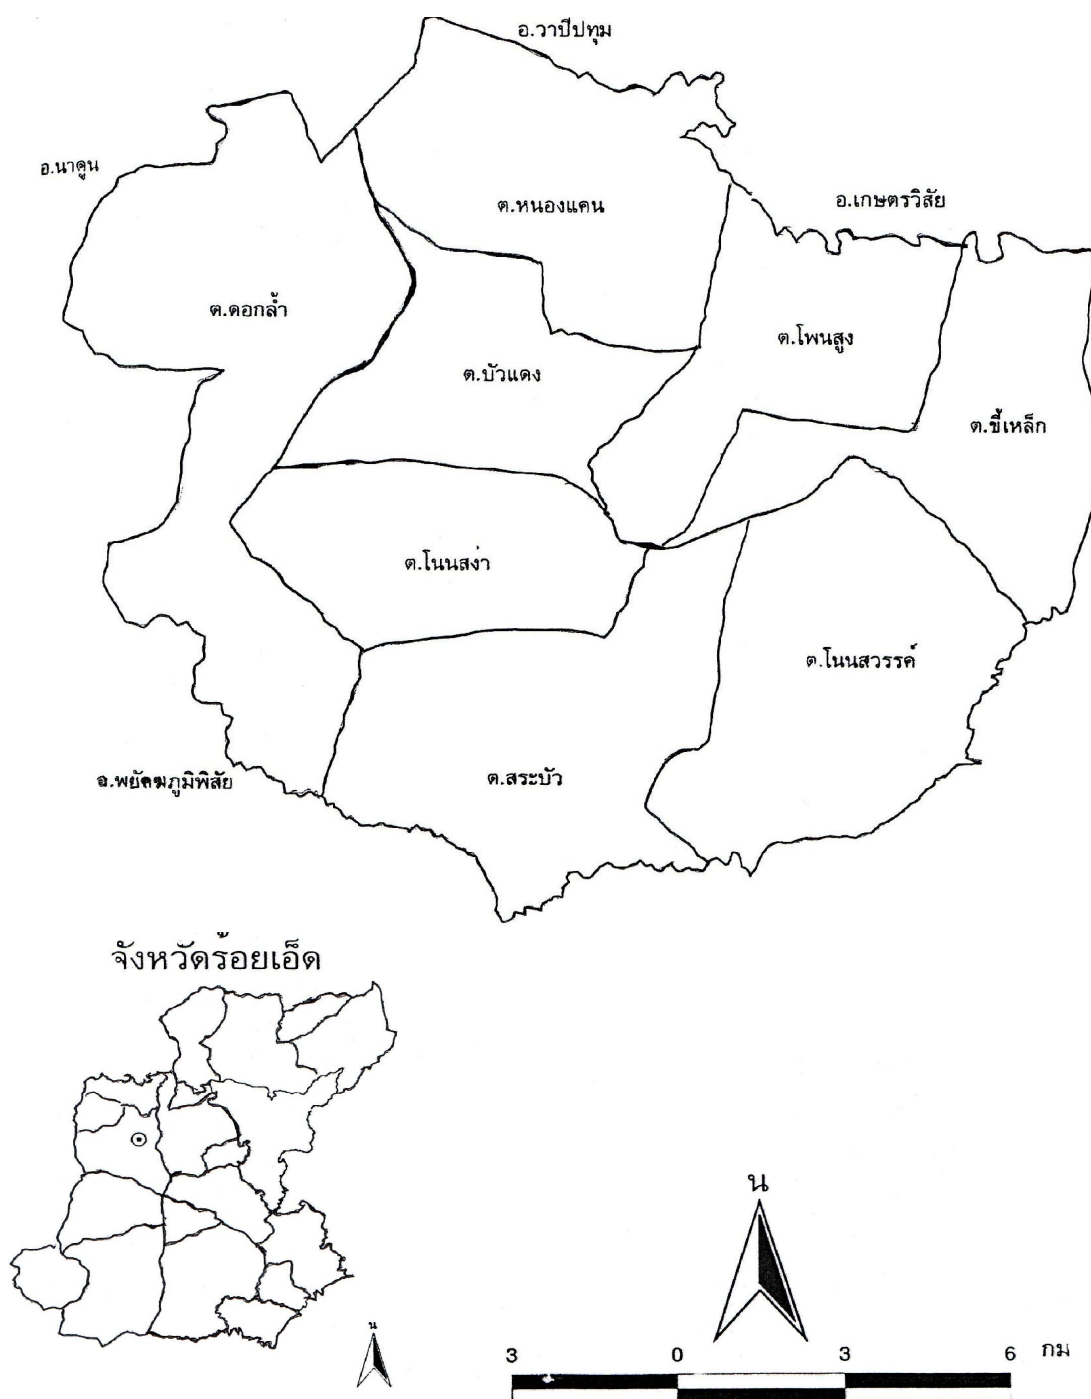 อ.วาปีปทุม
อ.นาดูน
ต.หนองแคน
อ.เกษตรวิสัย
ต.ดอกล้ำ
ต.โพนสูง
ต.บัวแดง
ต.ขี้เหล็ก
ต.โนนสง่า
ต.โนนสวรรค์
อ.พยัคฆภูมิพิสัย
ต.สระบัว
จังหวัดร้อยเอ็ด
น
น
3 0 3 6 กม